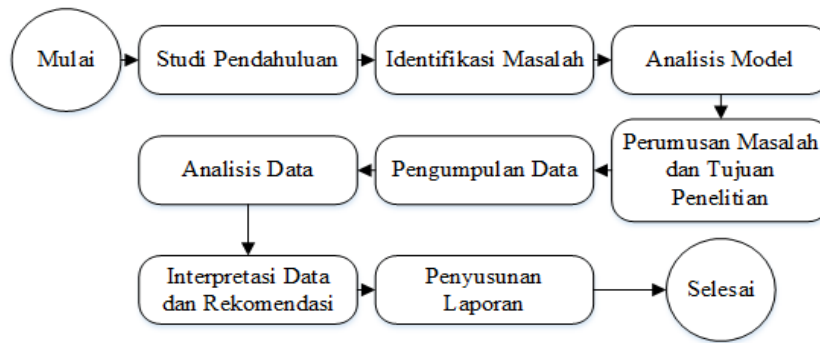 Mulai
Studi Pendahuluan
Identifikasi Masalah
Analisis Model
Perumusan Masalah
dan Tujuan
Penelitian
Pengumpulan Data
Analisis Data
Interpretasi Data
dan Rekomendasi
Penyusunan
Laporan
Selesai